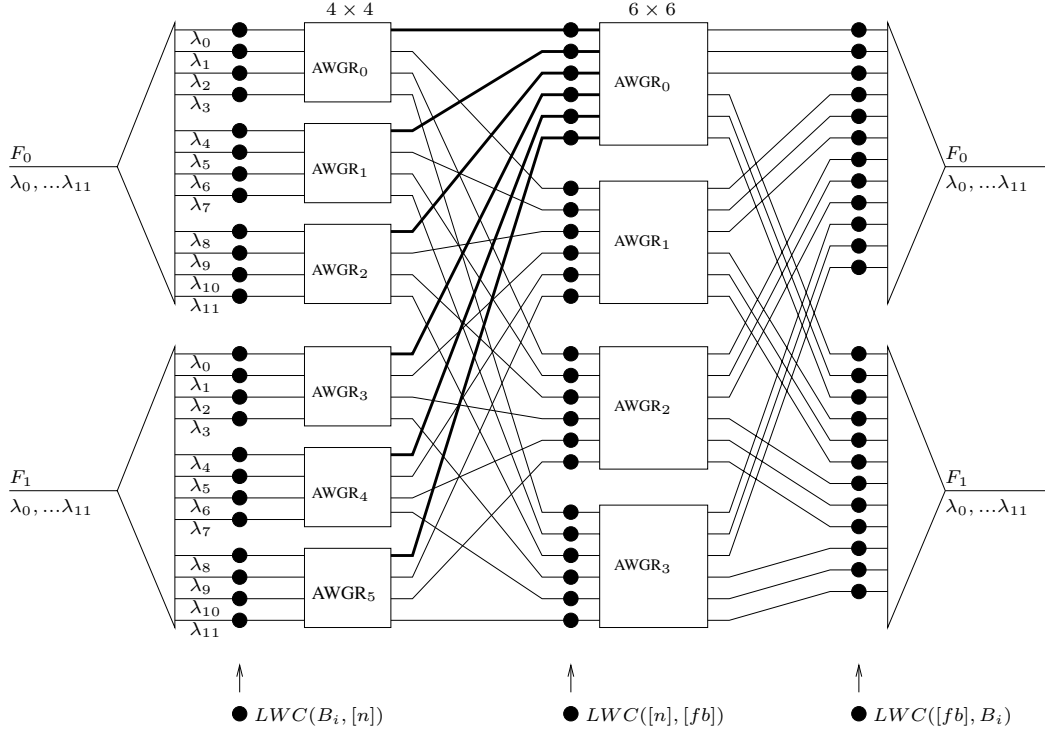 4 × 4
6 × 6
λ0
λ1
λ2
λ3
λ4
λ5
λ6
λ7
λ8
λ9
λ10
λ11
F0
λ0, ...λ11
AWGR0
AWGR1
AWGR2
AWGR0
AWGR1
F0
λ0, ...λ11
λ0
λ1
λ2
λ3
λ4
λ5
λ6
λ7
λ8
λ9
λ10
λ11
F1
λ0, ...λ11
AWGR3
AWGR4
AWGR5
AWGR2
AWGR3
F1
λ0, ...λ11
LWC(Bi, [n])
LWC([n], [fb])
LWC([fb], Bi)